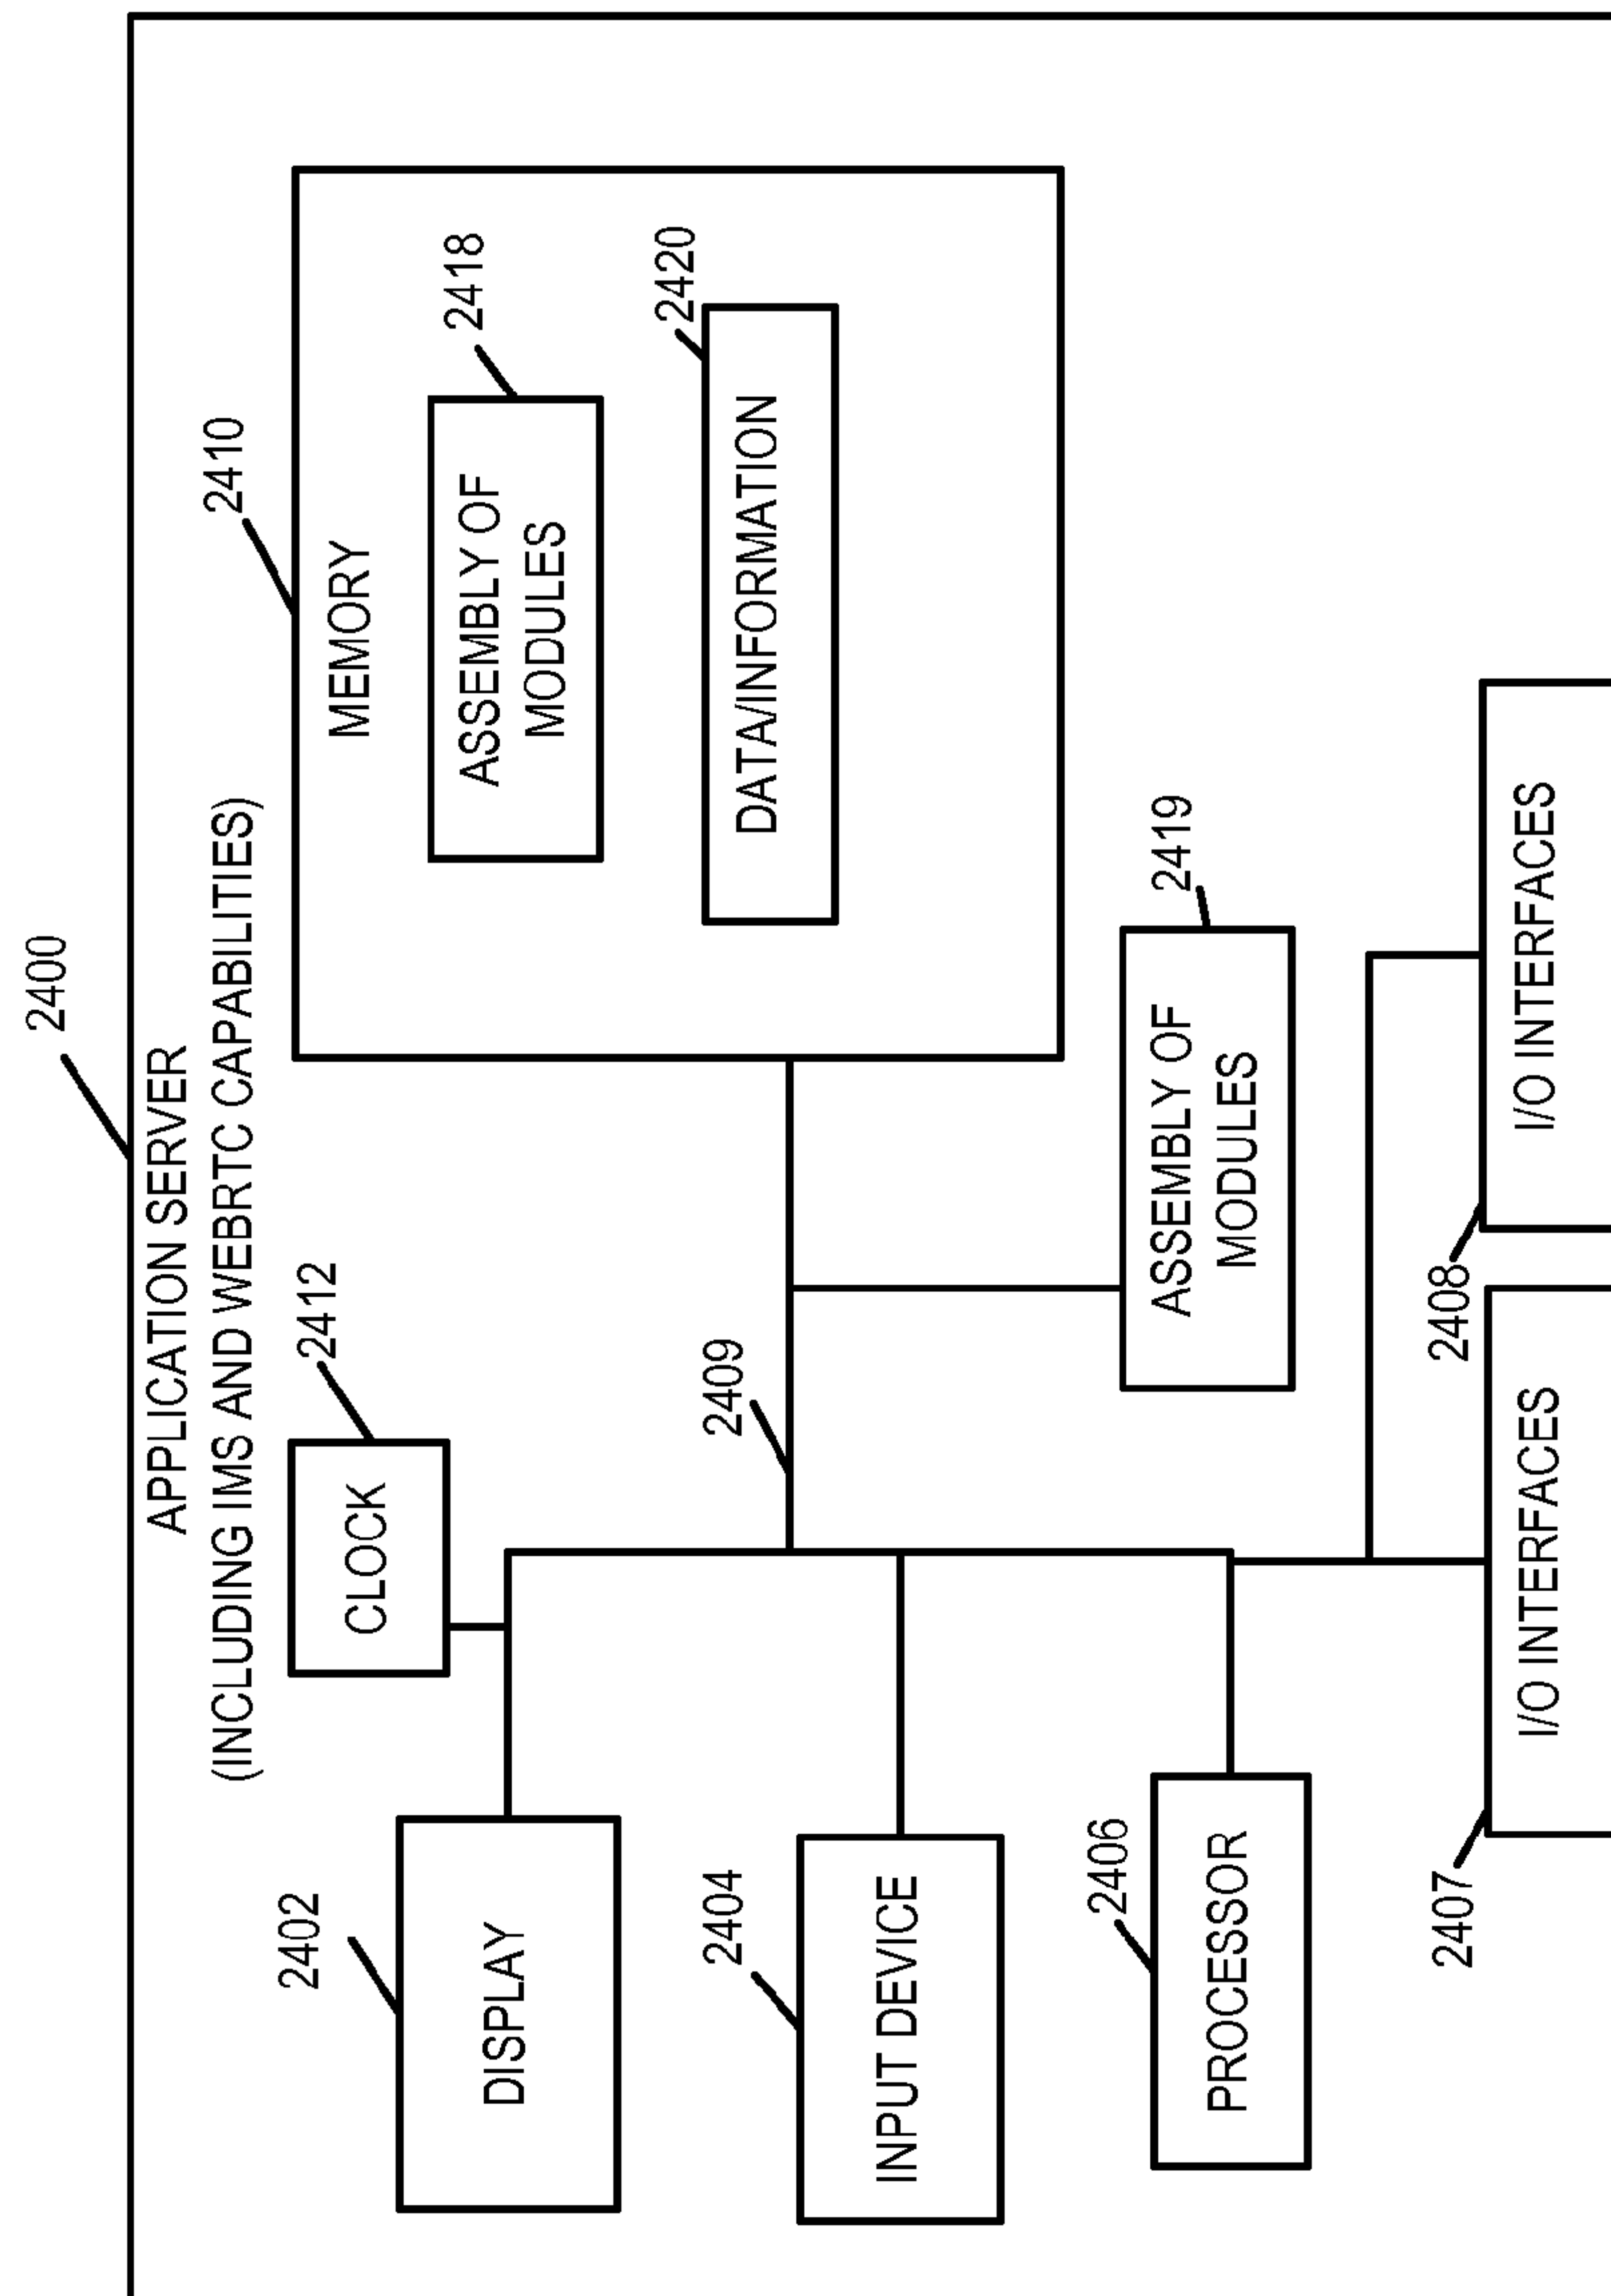 2400
APPLICATION SERVER
(INCLUDING IMS AND WEBRTC CAPABILITIES)
2402
DISPLAY
2412
CLOCK
2410
MEMORY
2418
ASSEMBLY OF
MODULES
2420
DATA/INFORMATION
2404
INPUT DEVICE
2409
2406
PROCESSOR
2419
ASSEMBLY OF
MODULES
2407
I/O INTERFACES
2408
I/O INTERFACES